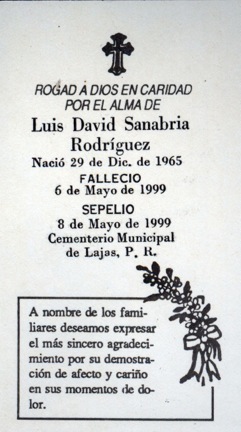 ROGAD A DIOS EN CARIDAD
POR EL ALMA DE
Luis David Sanabria
Rodríguez
Nació 29 de Dic. de 1965
FALLECIO
6 de Mayo de 1999
SEPELIO
8 de Mayo de 1999
Cementerio Municipal
de Lajas, P. R.
A nombre de los fami-
liares deseamos expresar
el más sincero agradeci-
miento por su demostra-
ción de afecto y cariño
en sus momentos de do-
lor.